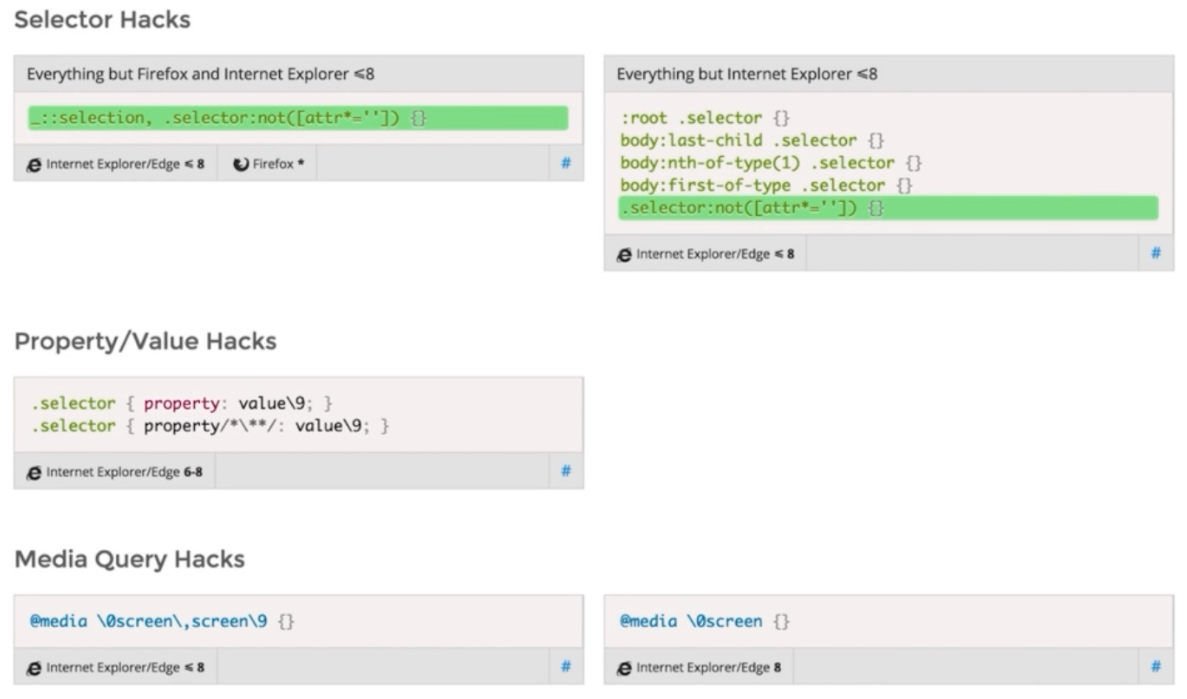 Selector Hacks
Everything but Firefox and Internet Explorer ⩽8
_::selection, .selector:not([attr*='']) {}
Internet Explorer/Edge ⩽ 8
Firefox *
#
Everything but Internet Explorer ⩽8
:root .selector {}
body:last-child .selector {}
body:nth-of-type(1) .selector {}
body:first-of-type .selector {}
.selector:not([attr*='']) {}
Internet Explorer/Edge ⩽ 8
#
Property/Value Hacks
.selector { property: value\9; }
.selector { property/*\**/: value\9; }
Internet Explorer/Edge 6-8
#
Media Query Hacks
@media \0screen\,screen\9 {}
Internet Explorer/Edge ⩽ 8
#
@media \0screen {}
Internet Explorer/Edge 8
#